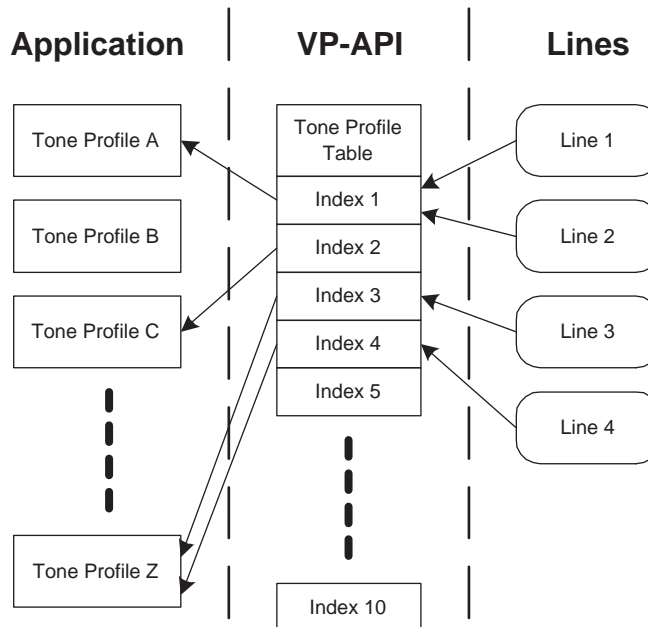 Application
VP-API
Lines
Tone Profile A
Tone Profile B
Tone Profile C
Tone Profile Z
Tone Profile
Table
Index 1
Index 2
Index 3
Index 4
Index 5
Index 10
Line 1
Line 2
Line 3
Line 4